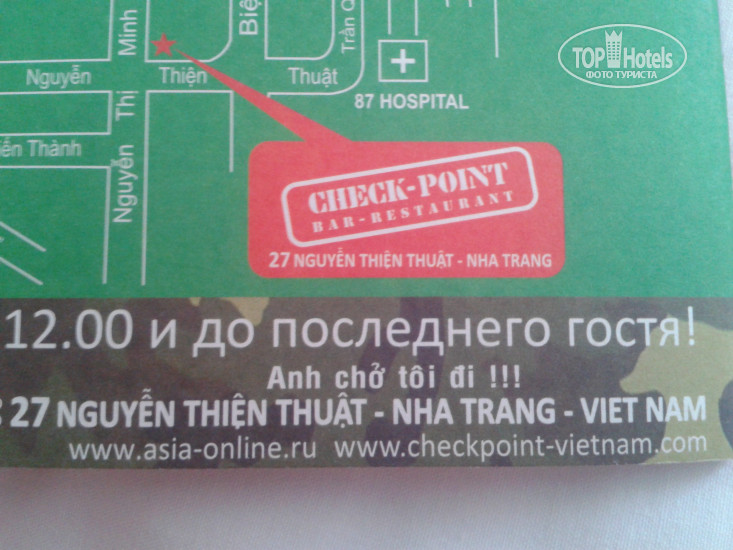 Minh
Biệ
Trần Q
TOP Hotels
ФОТО ТУРИСТА
Nguyễn Thiện Thuật
87 HOSPITAL
Thị
ễn Thành
Nguyễn
CHECK-POINT
BAR-RESTAURANT
27 NGUYỄN THIỆN THUẬT - NHA TRANG
12.00 и до последнего гостя!
Anh chở tôi đi !!!
: 27 NGUYỄN THIỆN THUẬT - NHA TRANG - VIET NAM
www.asia-online.ru www.checkpoint-vietnam.com